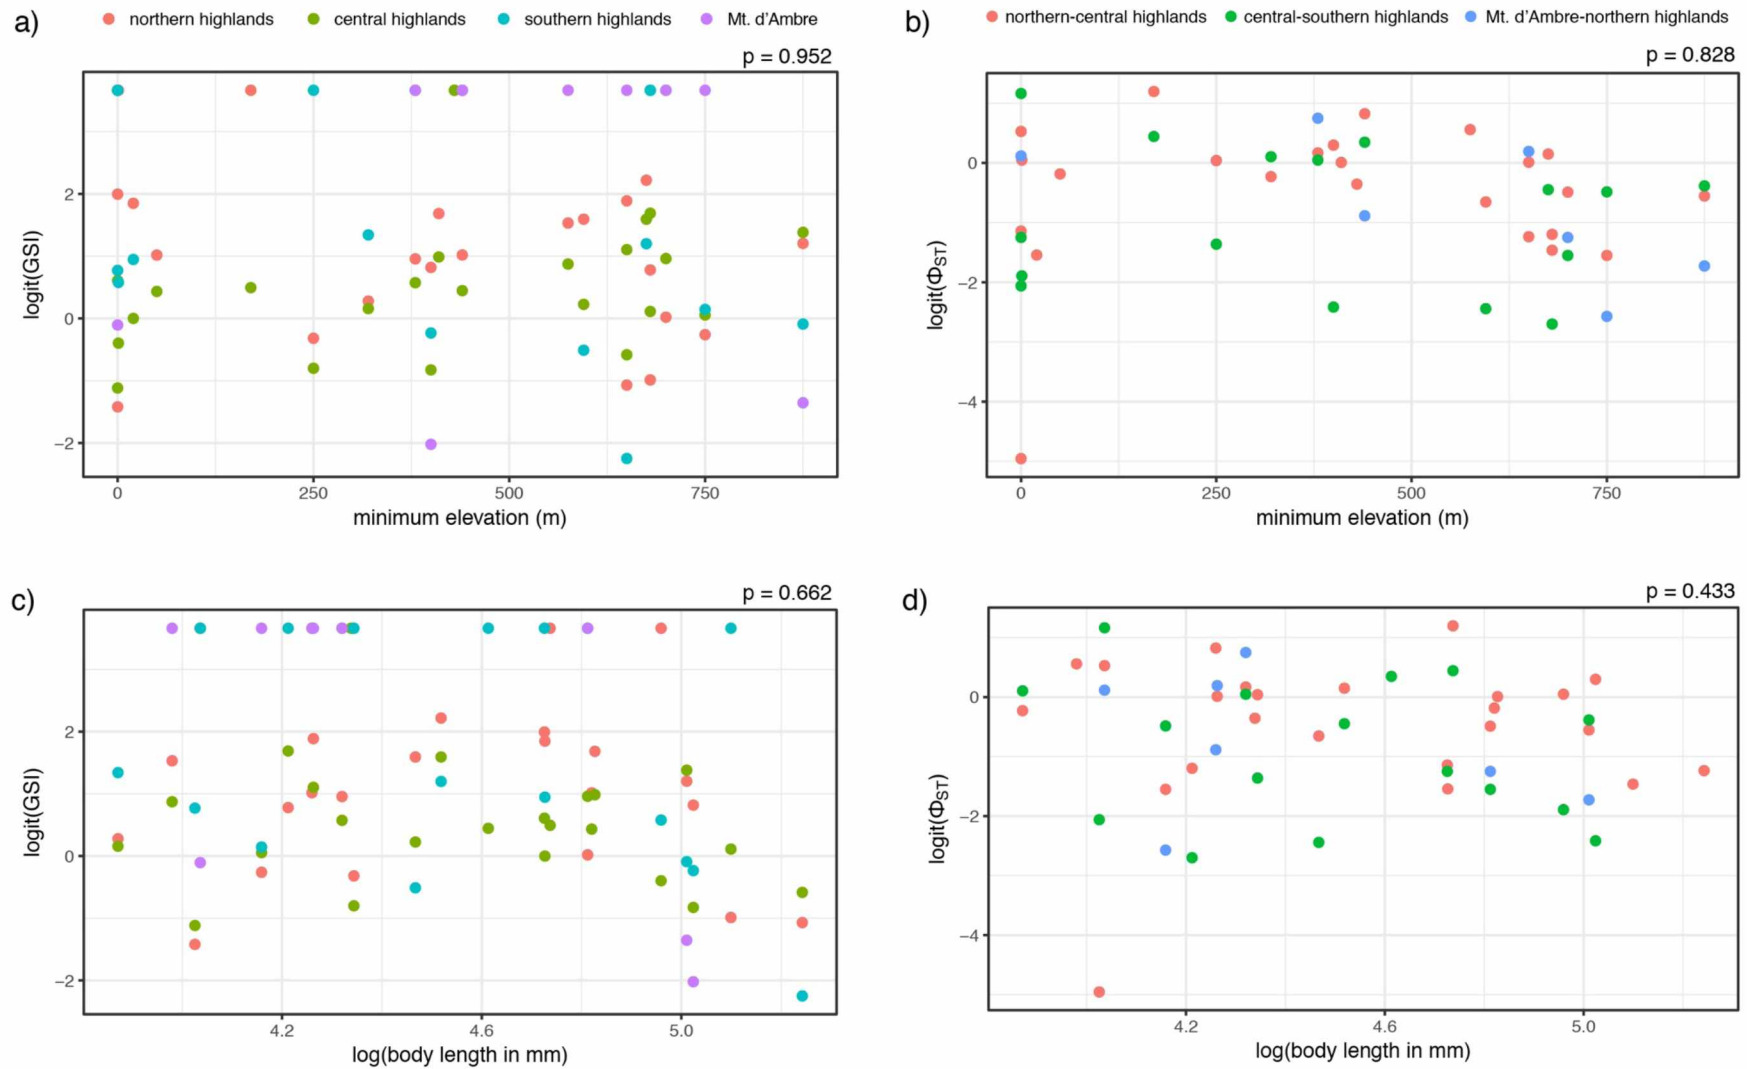 a)
northern highlands central highlands southern highlands Mt. d'Ambre
p = 0.952
logit(GSI)
2
0
−2
0 250 500 750
minimum elevation (m)
b)
northern-central highlands central-southern highlands Mt. d'Ambre-northern highlands
p = 0.828
logit(ΦST)
0
−2
−4
0 250 500 750
minimum elevation (m)
c)
p = 0.662
logit(GSI)
2
0
−2
4.2 4.6 5.0
log(body length in mm)
d)
p = 0.433
logit(ΦST)
0
−2
−4
4.2 4.6 5.0
log(body length in mm)